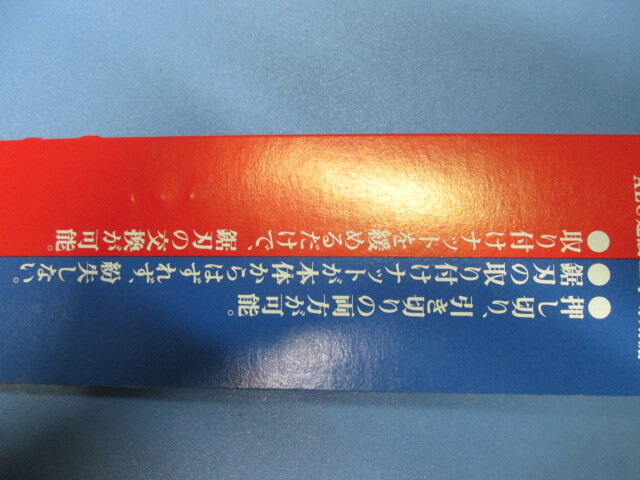 ●取り付けナットを緩めるだけで、鋸刃の交換が可能。
●鋸刃の取り付けナットが本体からはずれず、紛失しない。
●押し切り、引き切りの両方が可能。